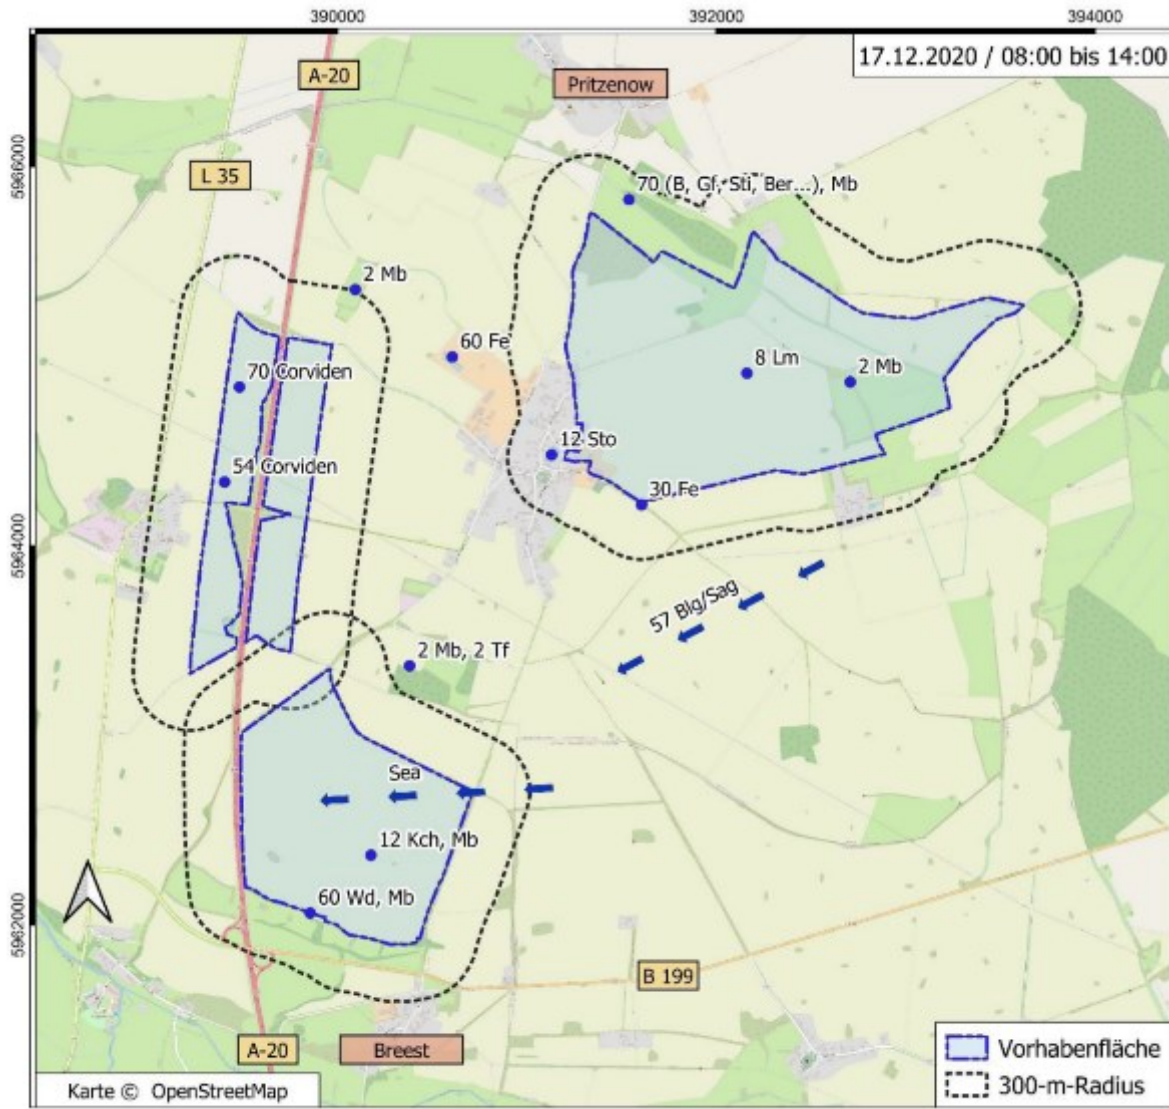 390000
392000
394000
A-20
17.12.2020 / 08:00 bis 14:00
Pritzenow
5966000
L 35
70 (B, Gf, Sti, Ber...), Mb
2 Mb
60 Fe
8 Lm
2 Mb
70 Corviden
12 Sto
54 Corviden
30 Fe
5964000
57 Blg/Sag
2 Mb, 2 Tf
Sea
12 Kch, Mb
60 Wd, Mb
5962000
B 199
A-20
Breest
Vorhabenfläche
300-m-Radius
Karte © OpenStreetMap